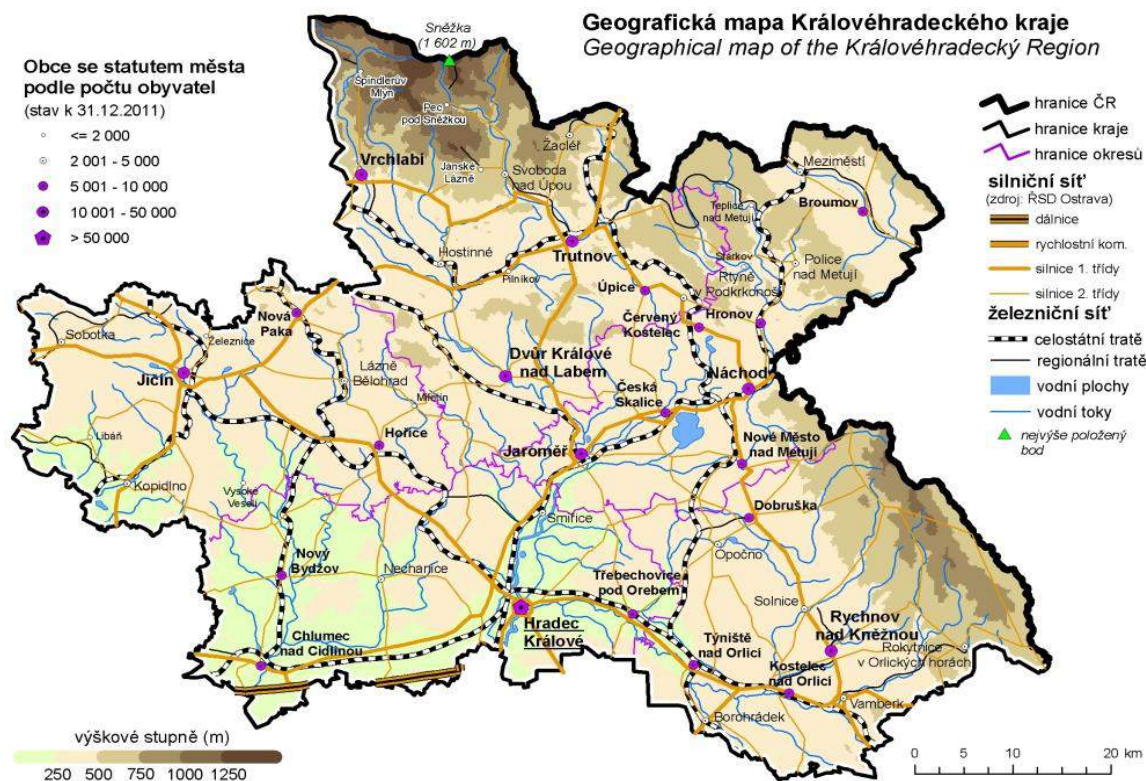 Geografická mapa Královéhradeckého kraje
Geographical map of the Královéhradecký Region
Obce se statutem města
podle počtu obyvatel
(stav k 31.12.2011)
<= 2 000
2 001 - 5 000
5 001 - 10 000
10 001 - 50 000
> 50 000
hranice ČR
hranice kraje
hranice okresů
silniční síť
(zdroj: ŘSD Ostrava)
dálnice
rychlostní kom.
silnice 1. třídy
silnice 2. třídy
železniční síť
celostátní tratě
regionální tratě
vodní plochy
vodní toky
nejvýše položený
bod
Sněžka
(1 602 m)
Špindlerův
Mlýn
Pec
pod Sněžkou
Žacléř
Vrchlabí
Janské
Lázně
Svoboda
nad Úpou
Meziměstí
Teplice
nad Metují
Broumov
Hostinné
Trutnov
Pilníkov
Stárkov
Police
nad Metují
Rtyně
v Podkrkonoší
Úpice
Nová
Paka
Červený
Kostelec
Hronov
Sobotka
Železnice
Jičín
Lázně
Bělohrad
Dvůr Králové
nad Labem
Česká
Skalice
Náchod
Miletín
Libáň
Hořice
Jaroměř
Nové Město
nad Metují
Kopidlno
Vysoké
Veselí
Smiřice
Dobruška
Opočno
Nový
Bydžov
Nechanice
Třebechovice
pod Orebem
Solnice
Hradec
Králové
Rychnov
nad Kněžnou
Chlumec
nad Cidlinou
Týniště
nad Orlicí
Rokytnice
v Orlických horách
Kostelec
nad Orlicí
Vamberk
Borohrádek
výškové stupně (m)
250 500 750 1000 1250
0 5 10 20 km